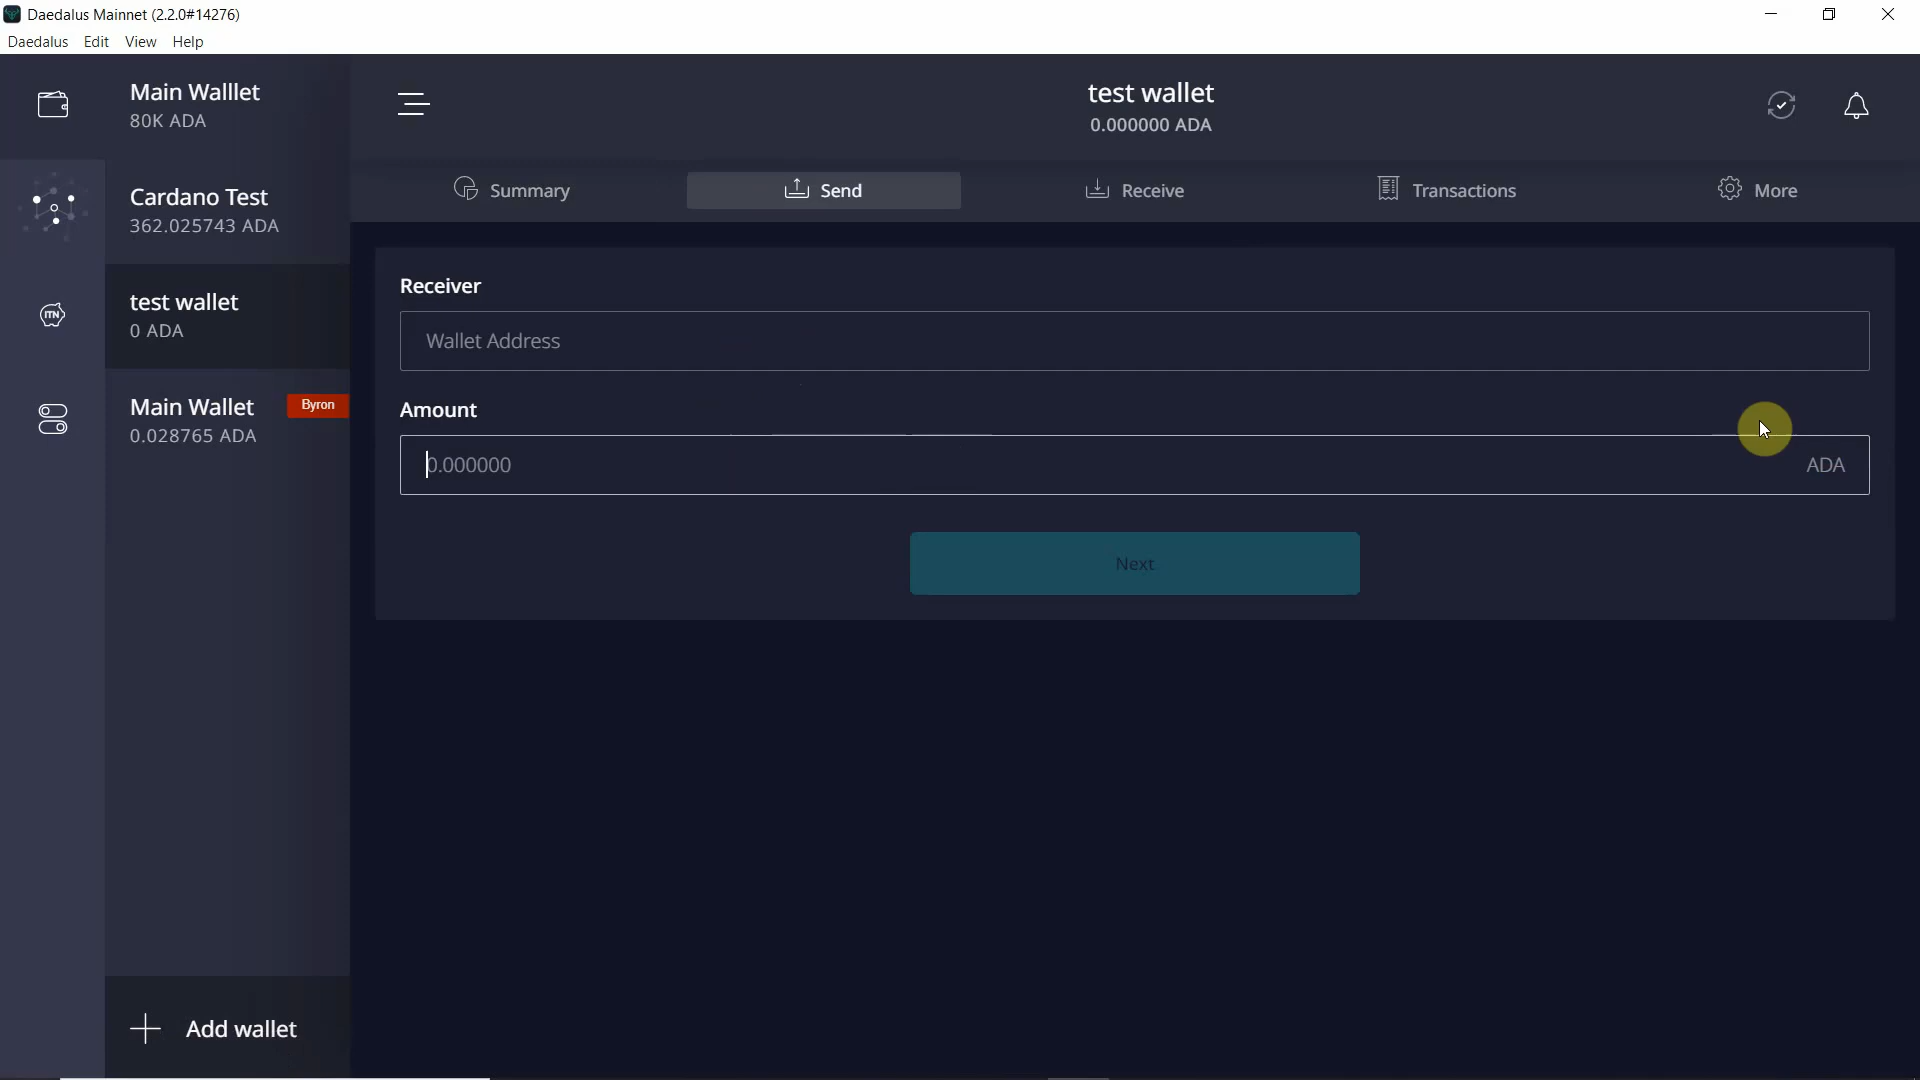 Daedalus Mainnet (2.2.0#14276)
Daedalus Edit View Help
Main Walllet
80K ADA
Cardano Test
362.025743 ADA
ITN
test wallet
0 ADA
Main Wallet
Byron
0.028765 ADA
Add wallet
test wallet
0.000000 ADA
Summary
Send
Receive
Transactions
More
Receiver
Wallet Address
Amount
0.000000
ADA
Next